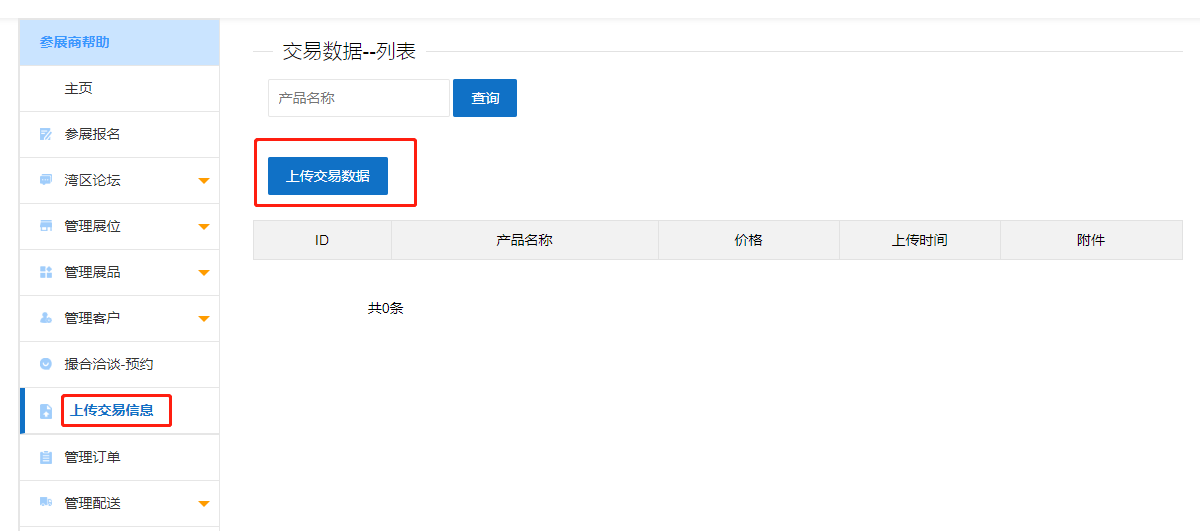 参展商帮助
主页
参展报名
湾区论坛
管理展位
管理展品
管理客户
撮合洽谈-预约
上传交易信息
管理订单
管理配送
交易数据--列表
产品名称 查询
上传交易数据
ID 产品名称 价格 上传时间 附件
共0条